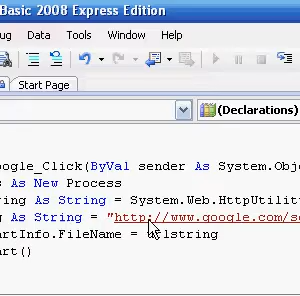 Basic 2008 Express Edition
ug Data Tools Window Help
Start Page
(Declarations)
oogle_Click(ByVal sender As System.Obje
s As New Process
ring As String = System.Web.HttpUtilit
g As String = "http://www.google.com/se
artInfo.FileName = urlstring
art()